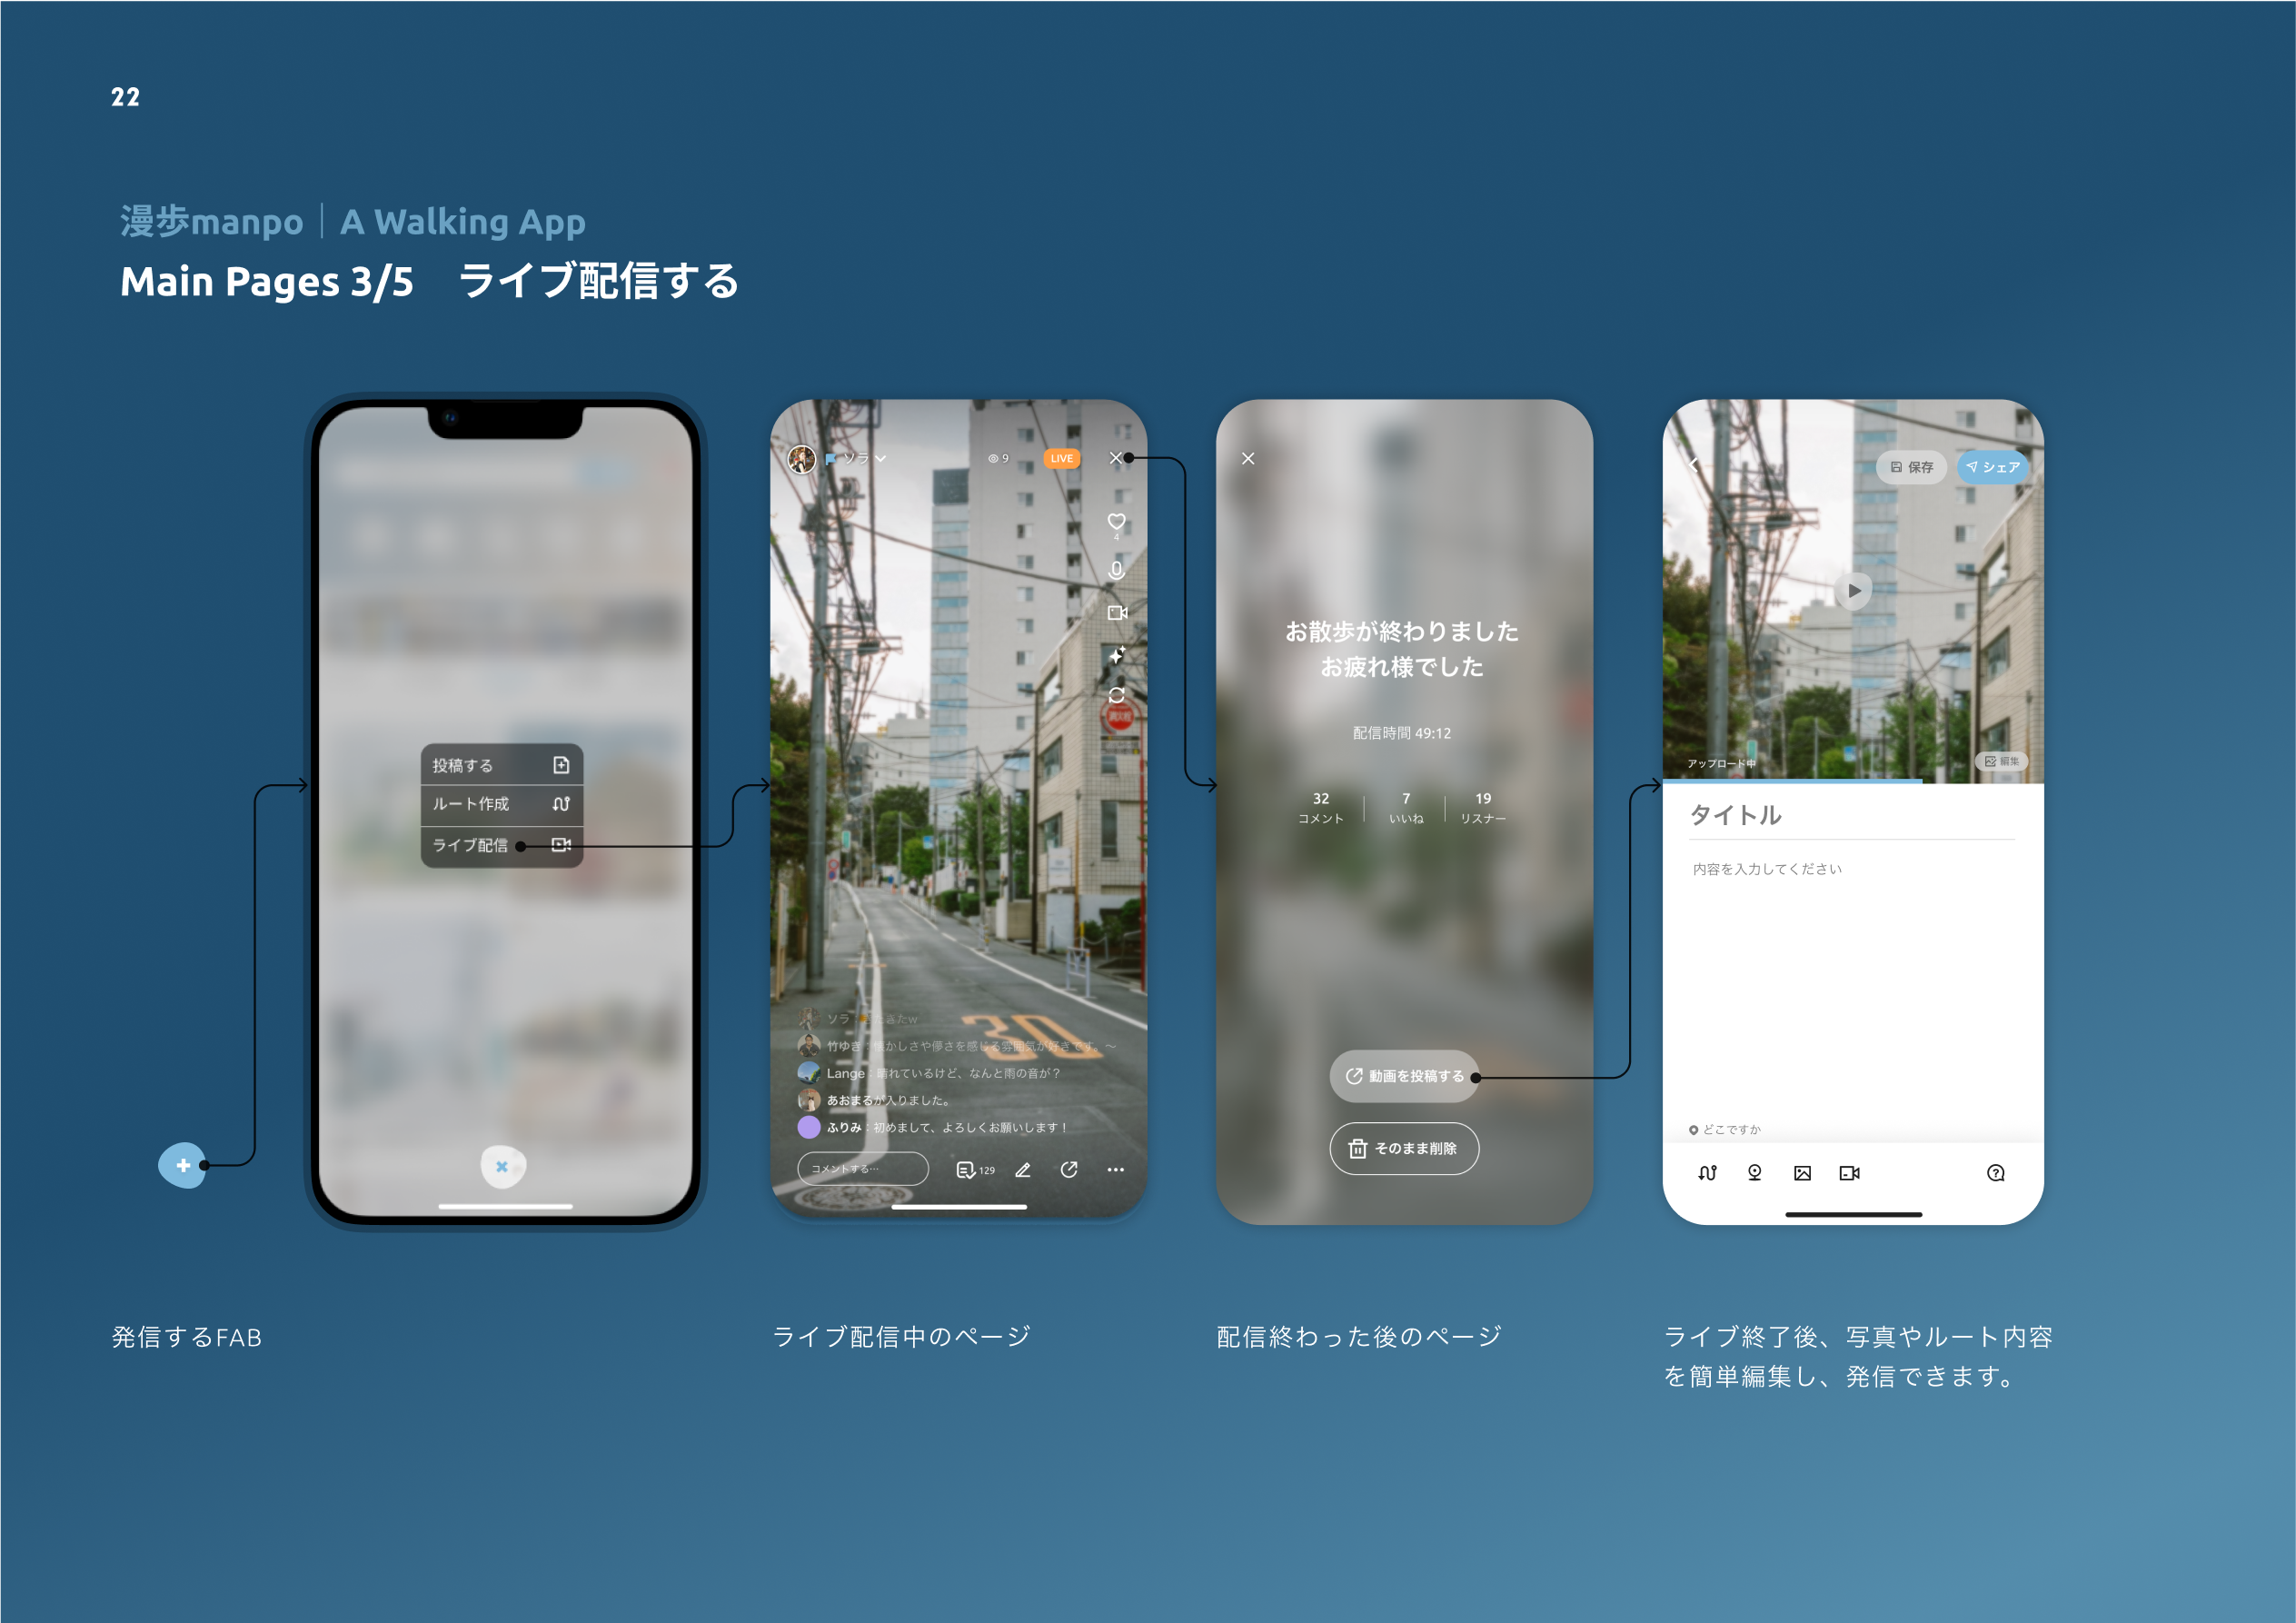 22
漫歩manpo｜A Walking App
Main Pages 3/5　ライブ配信する
投稿する
ルート作成
ライブ配信
ソラ
9
LIVE
4
ソラ
きたw
竹ゆき：懐かしさや儚さを感じる雰囲気が好きです。～
Lange：晴れているけど、なんと雨の音が？
あおまるが入りました。
ふりみ：初めまして、よろしくお願いします！
コメントする…
129
30
お散歩が終わりました
お疲れ様でした
配信時間 49:12
32
コメント
7
いいね
19
リスナー
動画を投稿する
そのまま削除
保存
シェア
アップロード中
編集
タイトル
内容を入力してください
どこですか
発信するFAB
ライブ配信中のページ
配信終わった後のページ
ライブ終了後、写真やルート内容
を簡単編集し、発信できます。